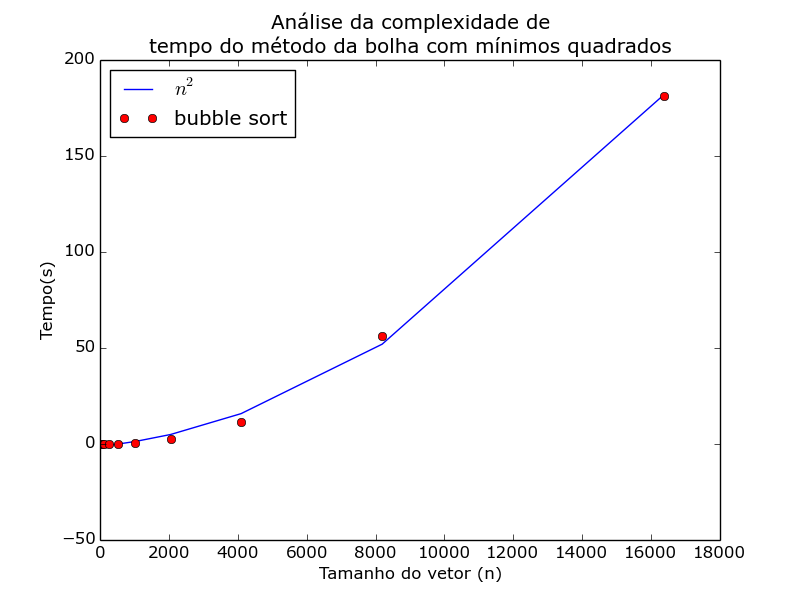 Análise da complexidade de
tempo do método da bolha com mínimos quadrados
n²
bubble sort
200
150
100
50
0
−50
Tempo(s)
0 2000 4000 6000 8000 10000 12000 14000 16000 18000
Tamanho do vetor (n)